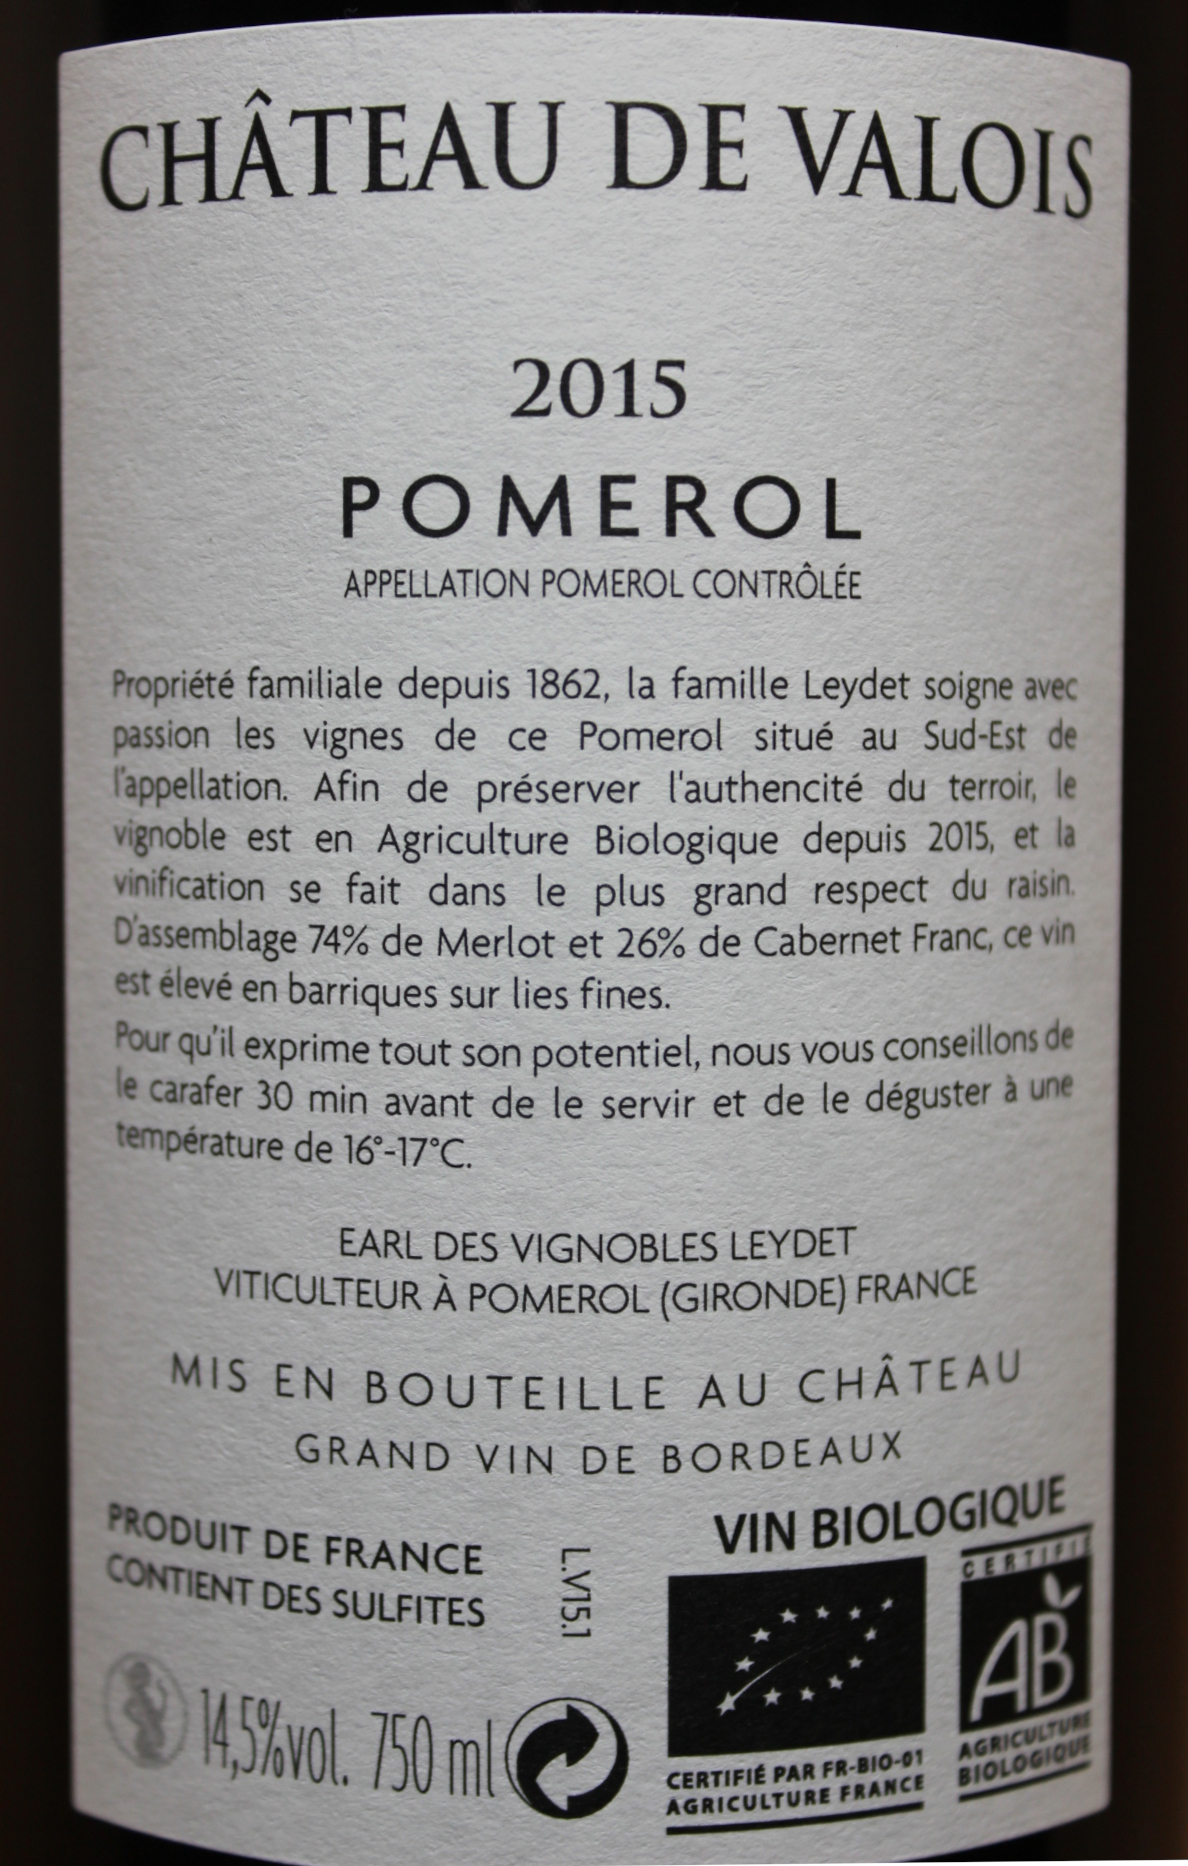 CHÂTEAU DE VALOIS
2015
POMEROL
APPELLATION POMEROL CONTRÔLÉE
Propriété familiale depuis 1862, la famille Leydet soigne avec
passion les vignes de ce Pomerol situé au Sud-Est de
l'appellation. Afin de préserver l'authencité du terroir, le
vignoble est en Agriculture Biologique depuis 2015, et la
vinification se fait dans le plus grand respect du raisin.
D'assemblage 74% de Merlot et 26% de Cabernet Franc, ce vin
est élevé en barriques sur lies fines.
Pour qu'il exprime tout son potentiel, nous vous conseillons de
le carafer 30 min avant de le servir et de le déguster à une
température de 16°-17°C.
EARL DES VIGNOBLES LEYDET
VITICULTEUR À POMEROL (GIRONDE) FRANCE
MIS EN BOUTEILLE AU CHÂTEAU
GRAND VIN DE BORDEAUX
PRODUIT DE FRANCE
CONTIENT DES SULFITES
L.V15.1
14,5%vol. 750 ml
VIN BIOLOGIQUE
CERTIFIÉ PAR FR-BIO-01
AGRICULTURE FRANCE
CERTIFIÉ
AB
AGRICULTURE
BIOLOGIQUE